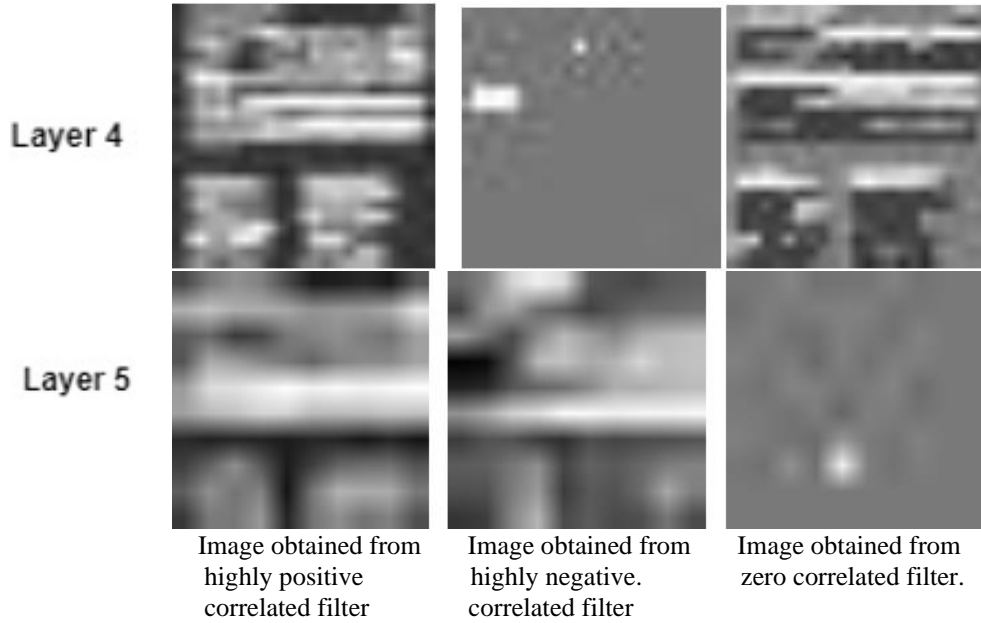 Layer 4
Layer 5
Image obtained from
highly positive
correlated filter
Image obtained from
highly negative.
correlated filter
Image obtained from
zero correlated filter.